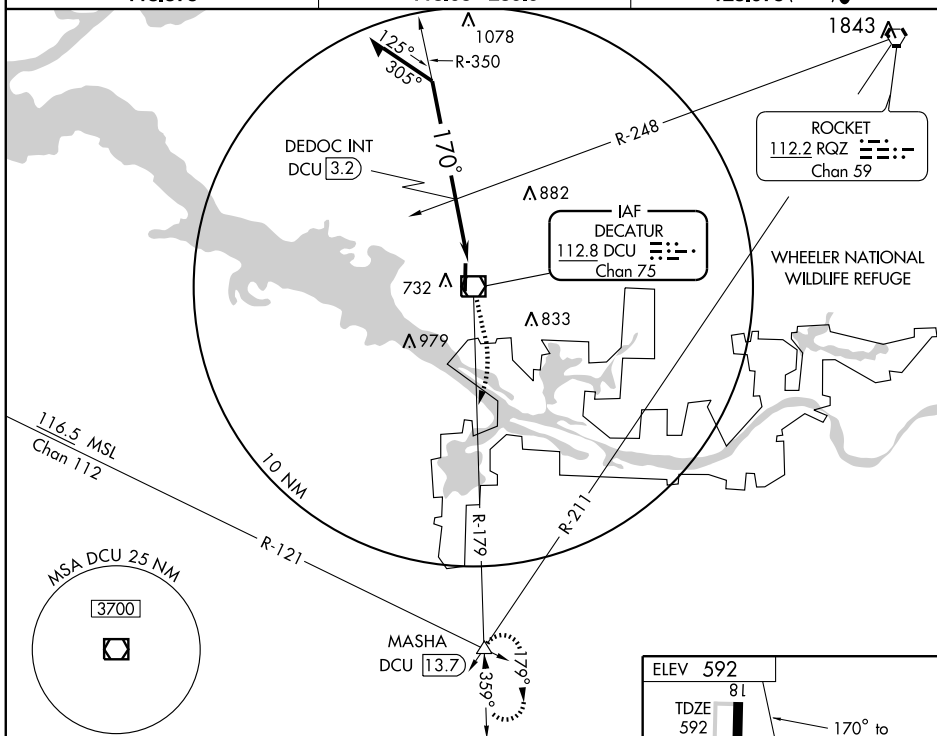 1078
1843
125°
305°
R-350
170°
R-248
DEDOC INT
DCU 3.2
ROCKET
112.2 RQZ
Chan 59
882
IAF
DECATUR
112.8 DCU
Chan 75
WHEELER NATIONAL
WILDLIFE REFUGE
732
833
979
116.5 MSL
Chan 112
10 NM
R-121
R-179
R-211
MSA DCU 25 NM
3700
MASHA
DCU 13.7
179°
359°
ELEV 592
18
TDZE
592
170° to